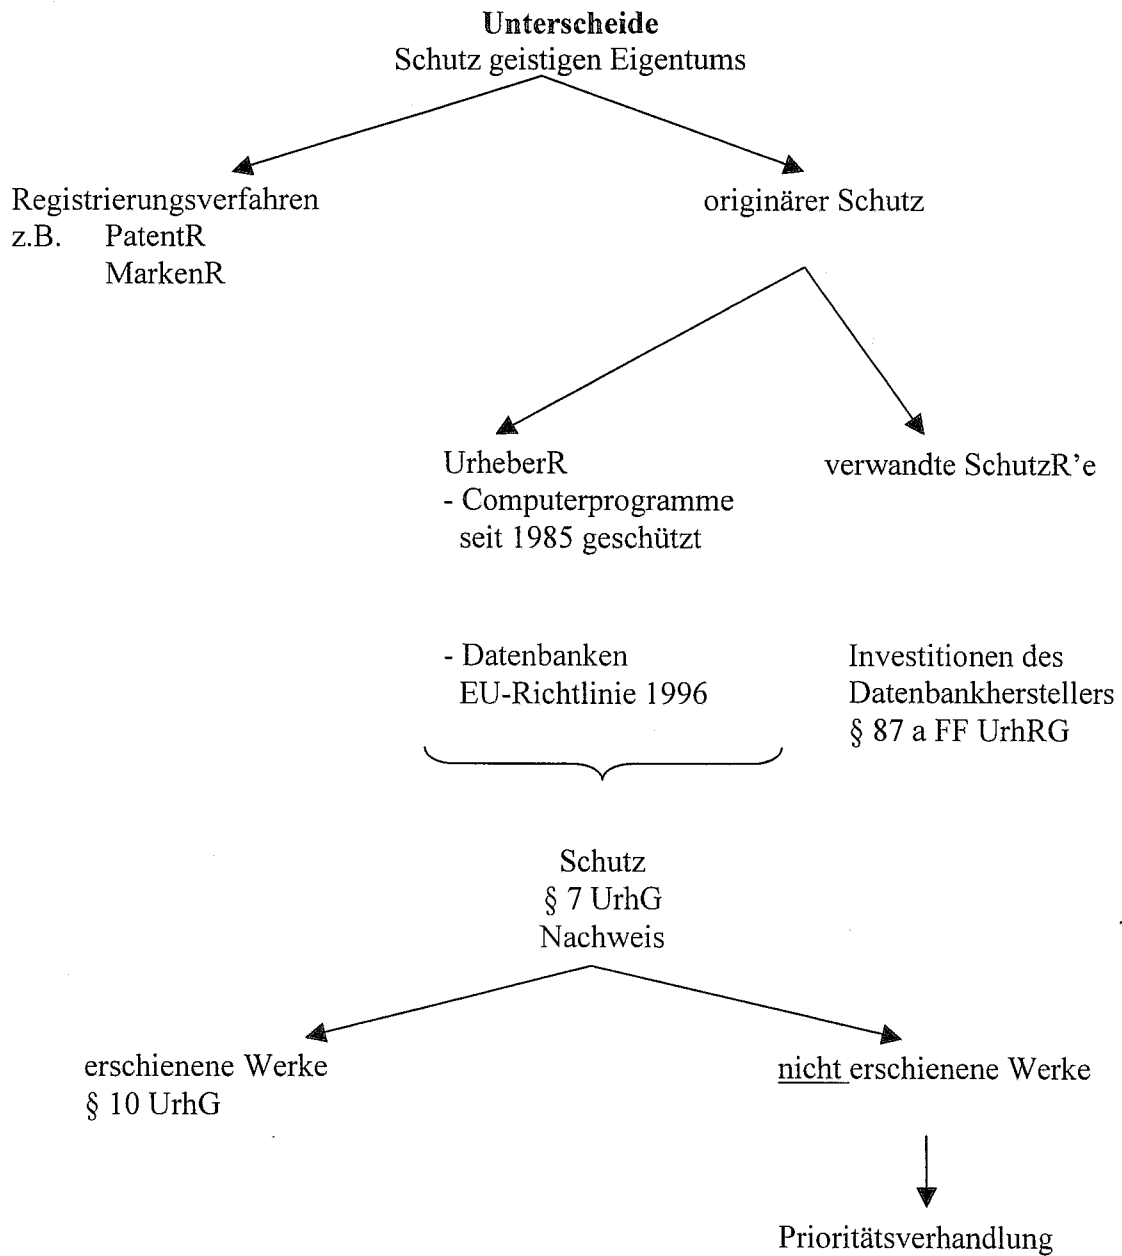 Unterscheide
Schutz geistigen Eigentums
Registrierungsverfahren
z.B. PatentR
MarkenR
originärer Schutz
UrheberR
- Computerprogramme
seit 1985 geschützt
verwandte SchutzR'e
- Datenbanken
EU-Richtlinie 1996
Investitionen des
Datenbankherstellers
§ 87 a FF UrhRG
Schutz
§ 7 UrhG
Nachweis
erschienene Werke
§ 10 UrhG
nicht erschienene Werke
Prioritätsverhandlung